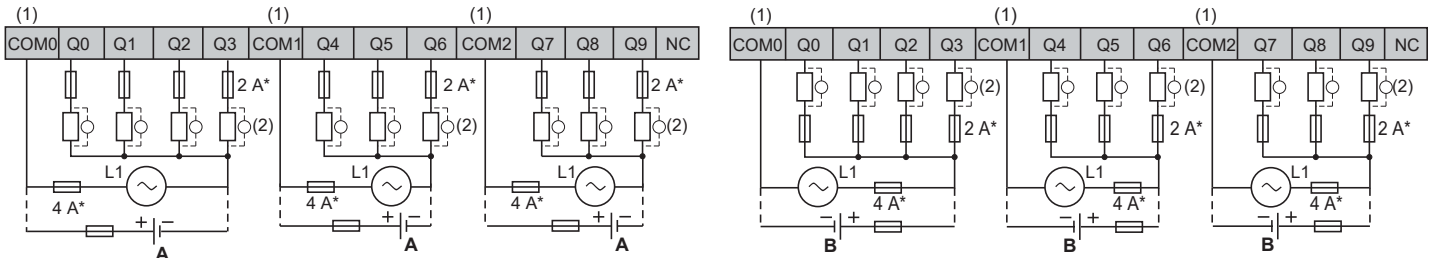 (1) (1) (1) (1) (1) (1)
COM0 Q0 Q1 Q2 Q3 COM1 Q4 Q5 Q6 COM2 Q7 Q8 Q9 NC COM0 Q0 Q1 Q2 Q3 COM1 Q4 Q5 Q6 COM2 Q7 Q8 Q9 NC
2 A* 2 A* 2 A* (2) (2) (2)
(2) (2) (2) 2 A* 2 A* 2 A*
L1 L1 L1 L1 L1 L1
4 A* 4 A* 4 A* 4 A* 4 A* 4 A*
+ − + − + − − + − + − +
A A A B B B